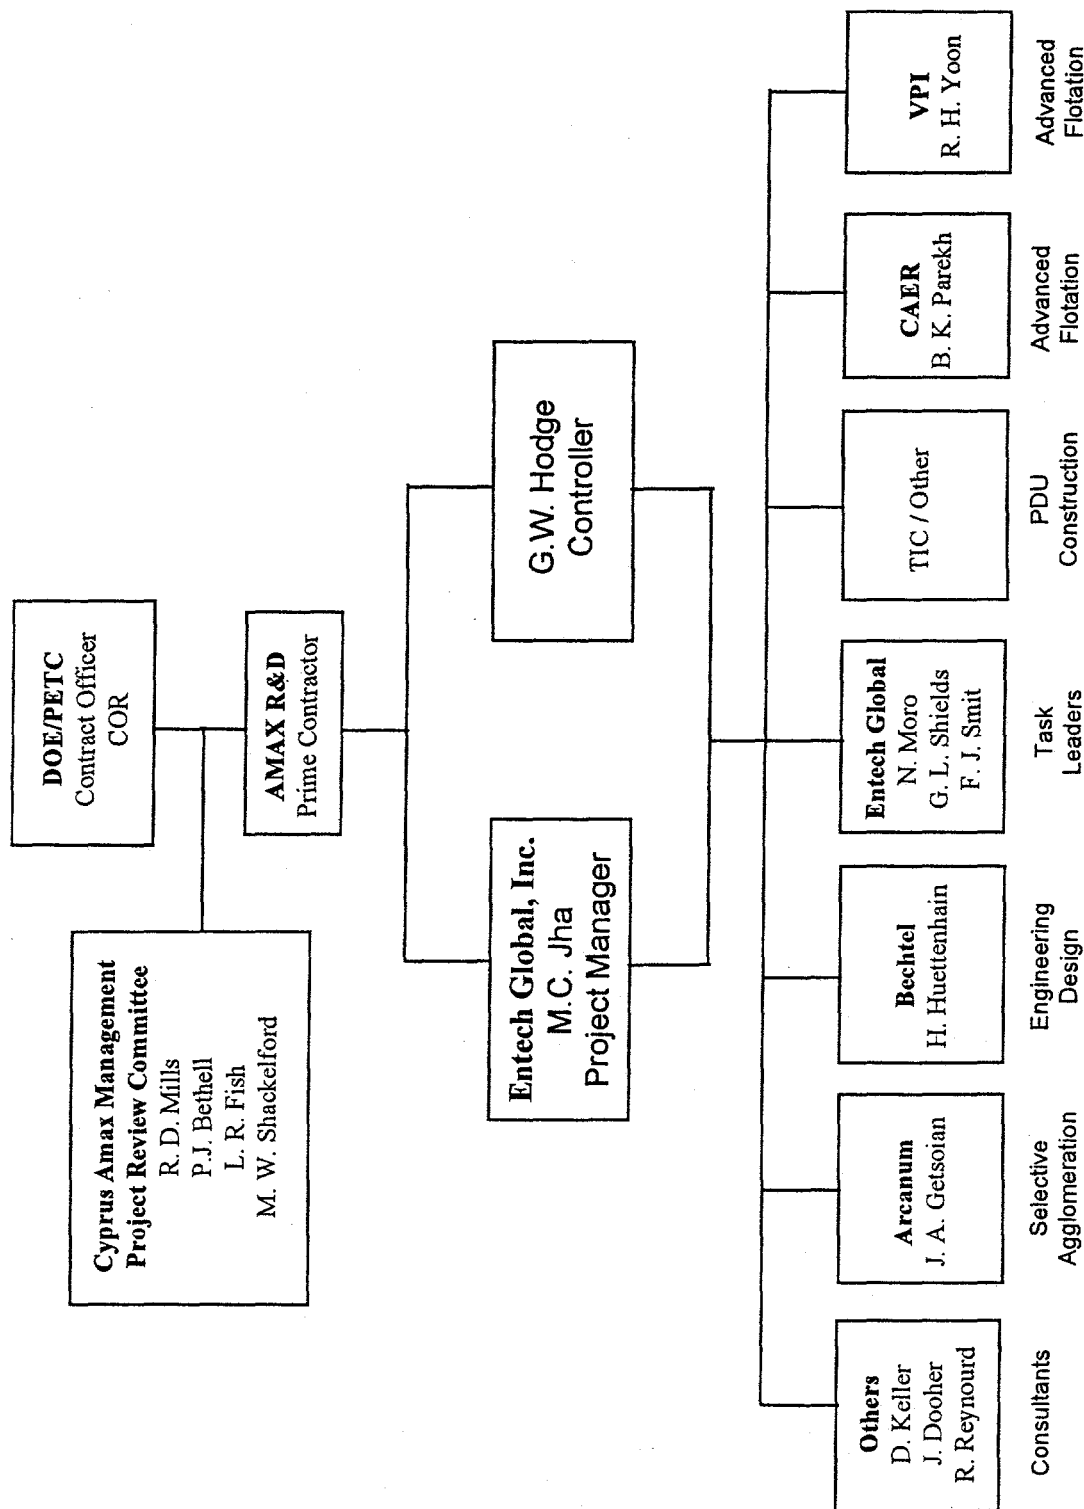 DOE/PETC
Contract Officer
COR
Cyprus Amax Management
Project Review Committee
R. D. Mills
P.J. Bethell
L. R. Fish
M. W. Shackelford
AMAX R&D
Prime Contractor
Entech Global, Inc.
M.C. Jha
Project Manager
G.W. Hodge
Controller
Others
D. Keller
J. Dooher
R. Reynourd
Consultants
Arcanum
J. A. Getsoian
Selective
Agglomeration
Bechtel
H. Huettenhain
Engineering
Design
Entech Global
N. Moro
G. L. Shields
F. J. Smit
Task
Leaders
TIC / Other
PDU
Construction
CAER
B. K. Parekh
Advanced
Flotation
VPI
R. H. Yoon
Advanced
Flotation